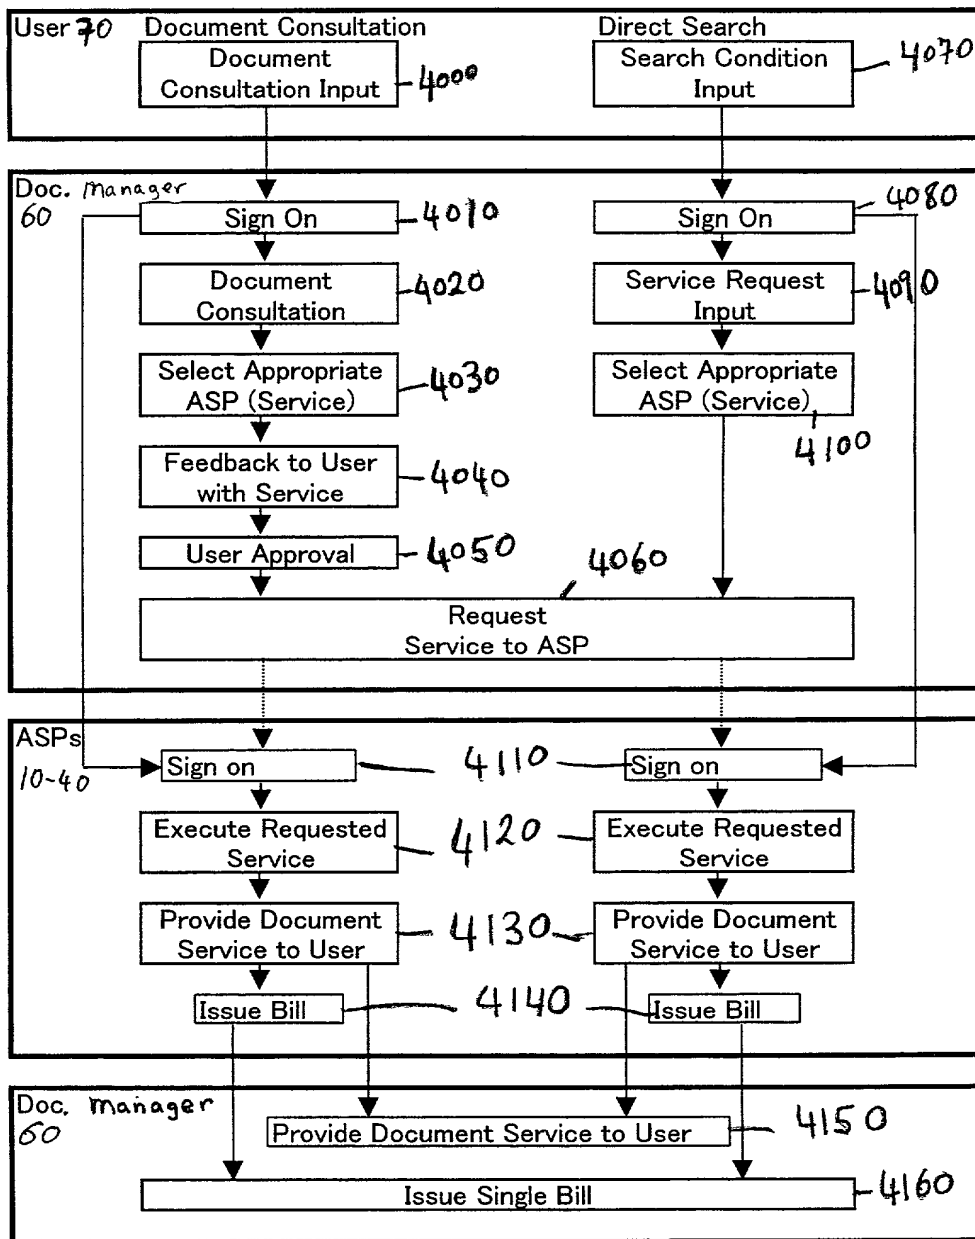 User 70 Document Consultation Direct Search
Document
Consultation Input
4000
Search Condition
Input
4070
Doc. Manager
60
Sign On
4010
Sign On
4080
Document
Consultation
4020
Service Request
Input
4090
Select Appropriate
ASP (Service)
4030
Select Appropriate
ASP (Service)
4100
Feedback to User
with Service
4040
User Approval
4050
4060
Request
Service to ASP
ASPs
10~40
Sign on
4110
Sign on
Execute Requested
Service
4120
Execute Requested
Service
Provide Document
Service to User
4130
Provide Document
Service to User
Issue Bill
4140
Issue Bill
Doc. Manager
60
Provide Document Service to User
4150
Issue Single Bill
4160